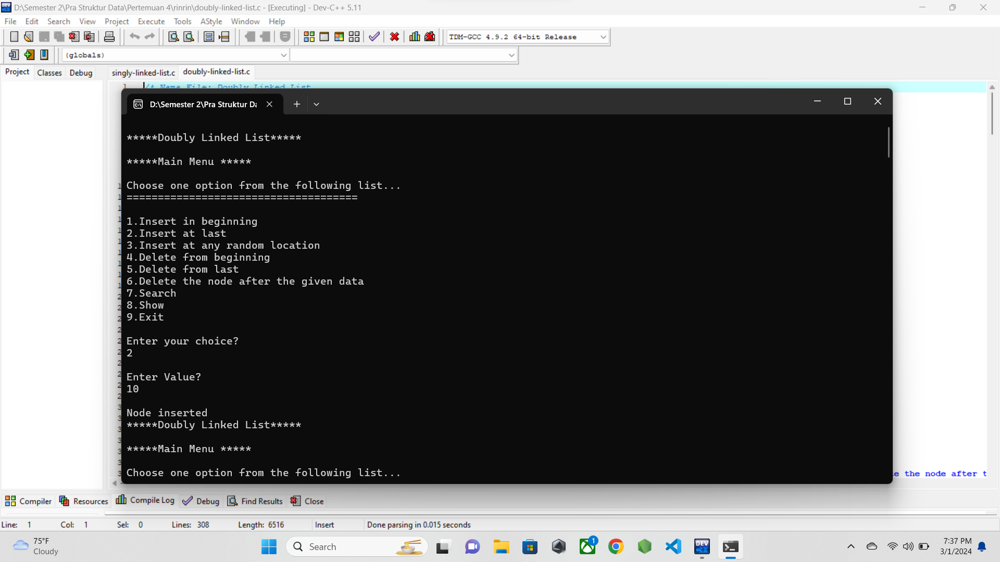 D:\Semester 2\Pra Struktur Data\Pertemuan 4\rinrin\doubly-linked-list.c - [Executing] - Dev-C++ 5.11
File Edit Search View Project Execute Tools AStyle Window Help
TDM-GCC 4.9.2 64-bit Release
(globals)
Project Classes Debug singly-linked-list.c doubly-linked-list.c
1 /* Nama File: Doubly Linked List
D:\Semester 2\Pra Struktur Da
*****Doubly Linked List*****
*****Main Menu *****
Choose one option from the following list...
=====================================
1.Insert in beginning
2.Insert at last
3.Insert at any random location
4.Delete from beginning
5.Delete from last
6.Delete the node after the given data
7.Search
8.Show
9.Exit
Enter your choice?
2
Enter Value?
10
Node inserted
*****Doubly Linked List*****
*****Main Menu *****
Choose one option from the following list...
the node after t
Compiler Resources Compile Log Debug Find Results Close
Line: 1 Col: 1 Sel: 0 Lines: 308 Length: 6516 Insert Done parsing in 0.015 seconds
75°F
Cloudy
Search
DEV C++
1
7:37 PM
3/1/2024